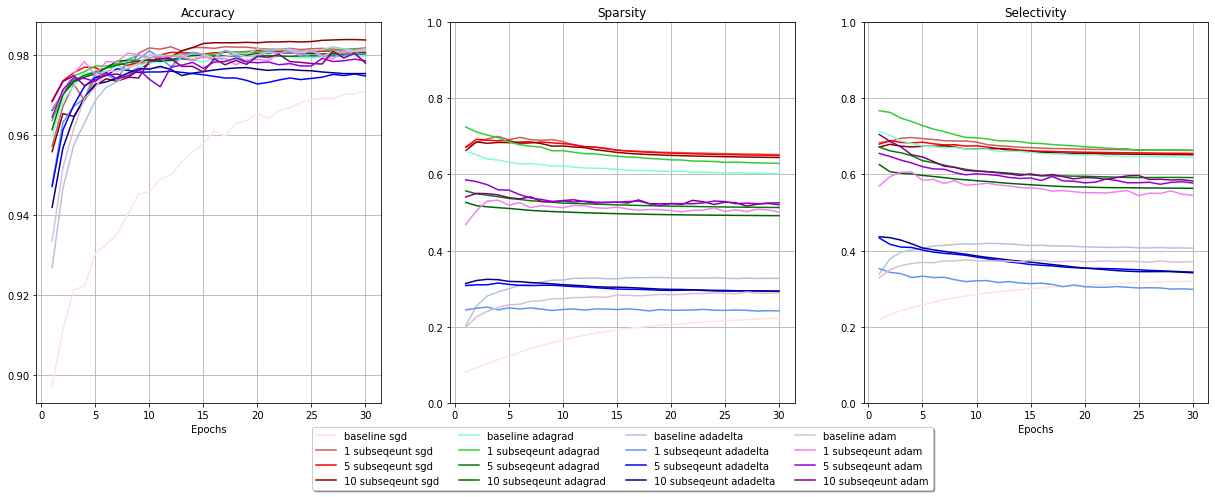 Accuracy
Sparsity
Selectivity
0.98
0.96
0.94
0.92
0.90
1.0
0.8
0.6
0.4
0.2
0.0
1.0
0.8
0.6
0.4
0.2
0.0
0 5 10 15 20 25 30
0 5 10 15 20 25 30
0 5 10 15 20 25 30
Epochs
Epochs
baseline sgd
1 subseqeunt sgd
5 subseqeunt sgd
10 subseqeunt sgd
baseline adagrad
1 subseqeunt adagrad
5 subseqeunt adagrad
10 subseqeunt adagrad
baseline adadelta
1 subseqeunt adadelta
5 subseqeunt adadelta
10 subseqeunt adadelta
baseline adam
1 subseqeunt adam
5 subseqeunt adam
10 subseqeunt adam